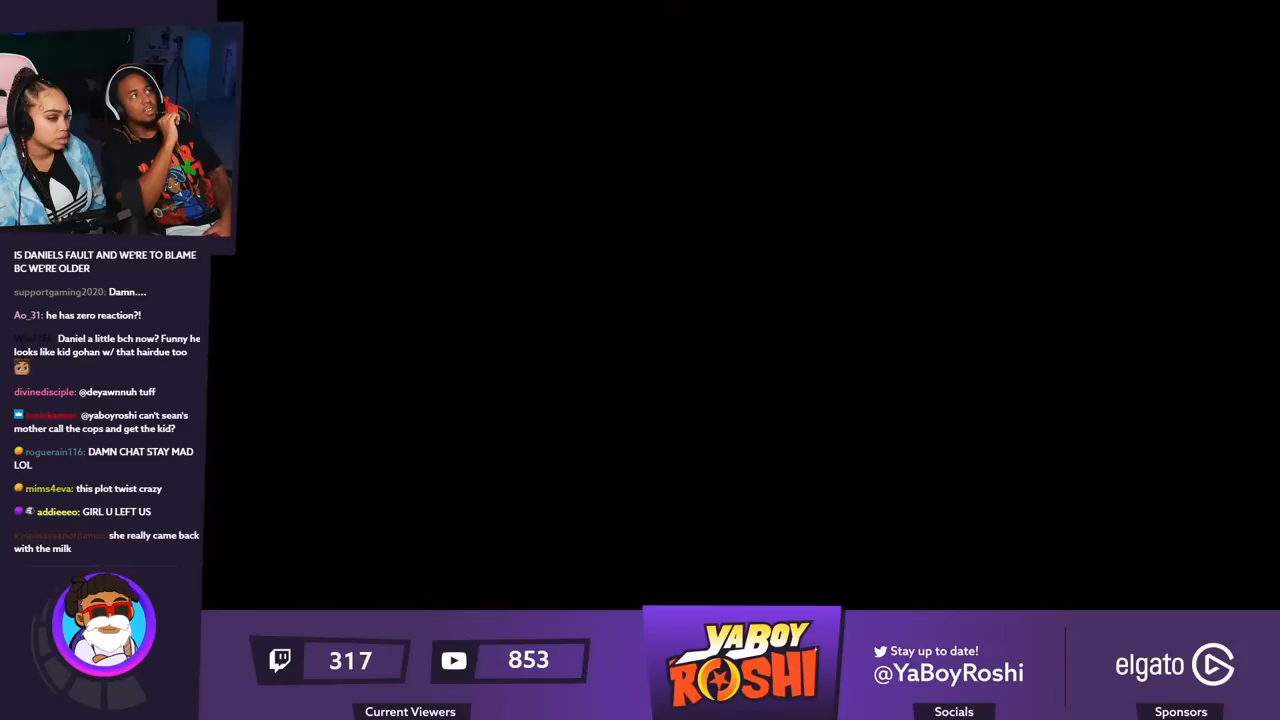 IS DANIELS FAULT AND WE'RE TO BLAME
BC WE'RE OLDER
supportgaming2020: Damn....
Ao_31: he has zero reaction?!
Daniel a little bch now? Funny he
looks like kid gohan w/ that hairdue too
divinedisciple: @deyawnnuh tuff
@yaboyroshi can't sean's
mother call the cops and get the kid?
roguerain116: DAMN CHAT STAY MAD
LOL
mims4eva: this plot twist crazy
addieeeo: GIRL U LEFT US
she really came back
with the milk
317
853
Current Viewers
YABOY
ROSHI
Stay up to date!
@YaBoyRoshi
Socials
elgato
Sponsors